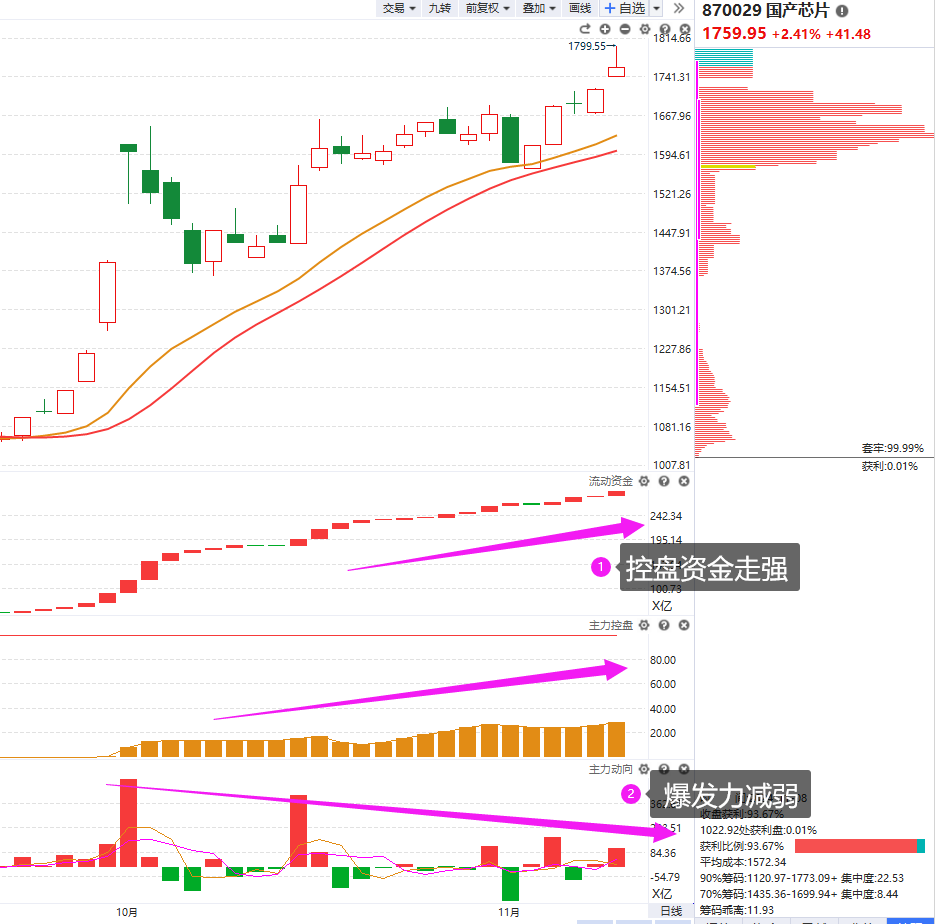 交易 九转 前复权 叠加 画线 +自选
870029 国产芯片
1759.95 +2.41% +41.48
1799.55
1814.66
1741.31
1667.96
1594.61
1521.26
1447.91
1374.56
1301.21
1227.86
1154.51
1081.16
1007.81
套牢:99.99%
获利:0.01%
流动资金
242.34
195.14
100.73
X亿
1 控盘资金走强
主力控盘
80.00
60.00
40.00
20.00
主力动向
2 爆发力减弱
84.36
-54.79
X亿
收盘获利:93.67%
1022.92处获利盘:0.01%
获利比例:93.67%
平均成本:1572.34
90%筹码:1120.97-1773.09+ 集中度:22.53
70%筹码:1435.36-1699.94+ 集中度:8.44
筹码乖离:11.93
10月 11月 日线